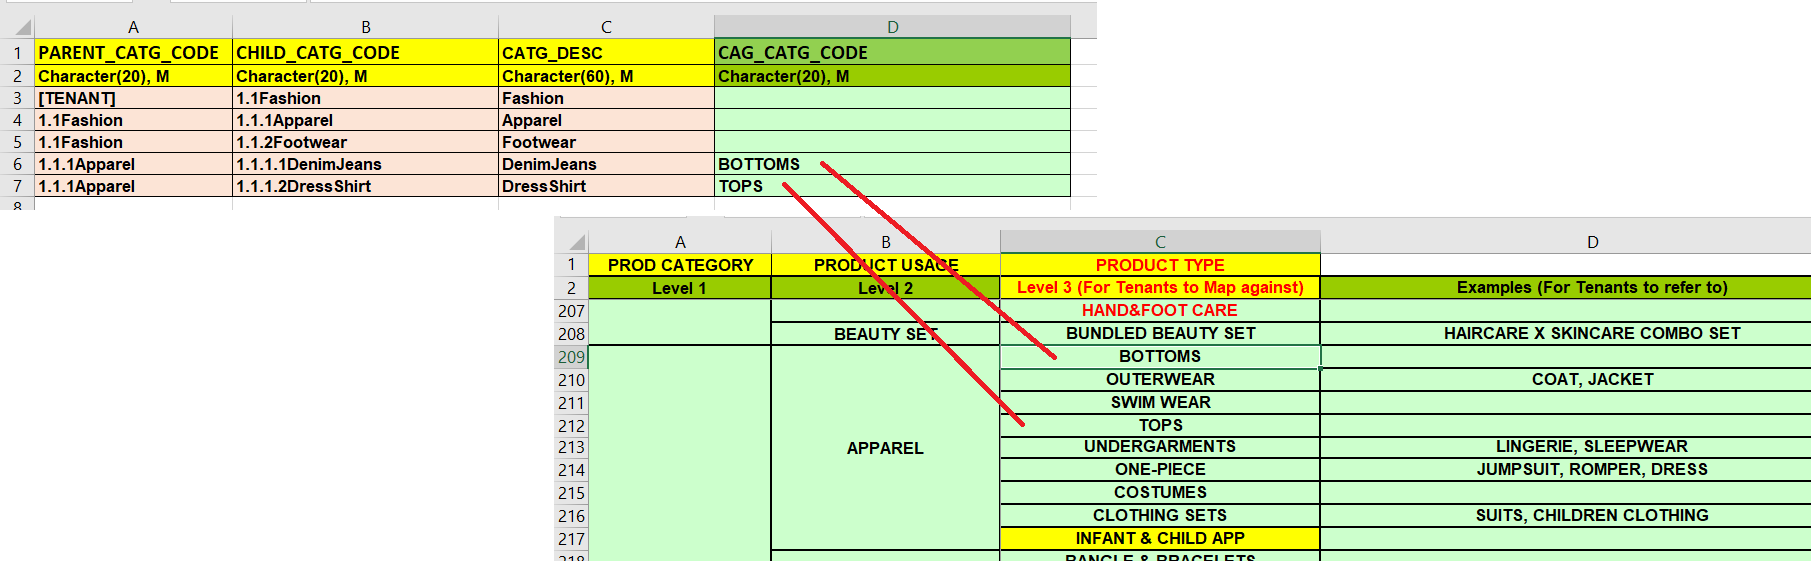 A B C D
1 PARENT_CATG_CODE CHILD_CATG_CODE CATG_DESC CAG_CATG_CODE
2 Character(20), M Character(20), M Character(60), M Character(20), M
3 [TENANT] 1.1Fashion Fashion
4 1.1Fashion 1.1.1Apparel Apparel
5 1.1Fashion 1.1.2Footwear Footwear
6 1.1.1Apparel 1.1.1.1DenimJeans DenimJeans BOTTOMS
7 1.1.1Apparel 1.1.1.2DressShirt DressShirt TOPS
8
A B C D
1 PROD CATEGORY PRODUCT USAGE PRODUCT TYPE
2 Level 1 Level 2 Level 3 (For Tenants to Map against) Examples (For Tenants to refer to)
207 HAND&FOOT CARE
208 BEAUTY SET BUNDLED BEAUTY SET HAIRCARE X SKINCARE COMBO SET
209 BOTTOMS
210 OUTERWEAR COAT, JACKET
211 SWIM WEAR
212 TOPS
213 APPAREL UNDERGARMENTS LINGERIE, SLEEPWEAR
214 ONE-PIECE JUMPSUIT, ROMPER, DRESS
215 COSTUMES
216 CLOTHING SETS SUITS, CHILDREN CLOTHING
217 INFANT & CHILD APP
218 BANGLE & BRACELETS